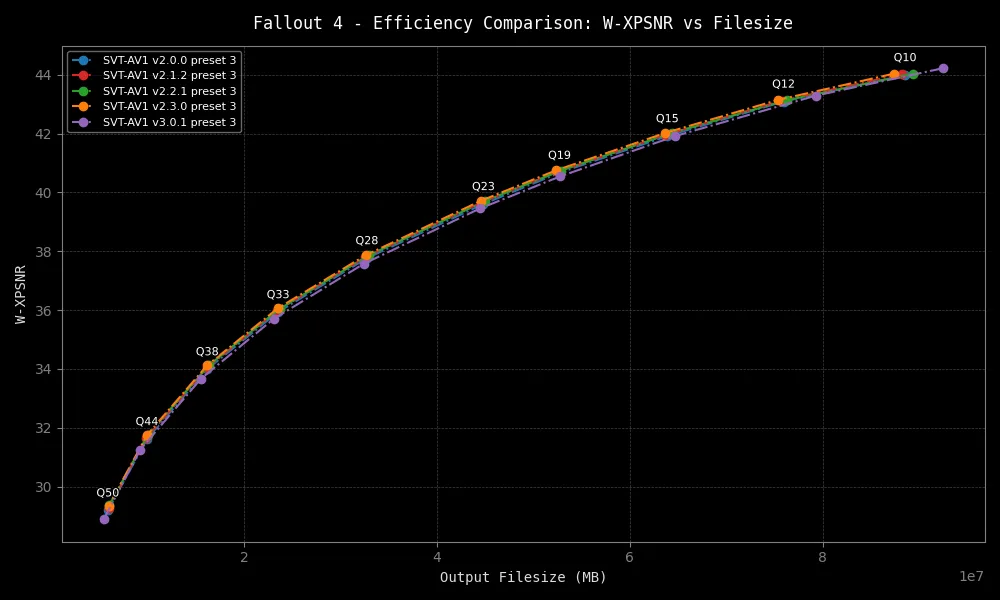 Fallout 4 - Efficiency Comparison: W-XPSNR vs Filesize
SVT-AV1 v2.0.0 preset 3
SVT-AV1 v2.1.2 preset 3
SVT-AV1 v2.2.1 preset 3
SVT-AV1 v2.3.0 preset 3
SVT-AV1 v3.0.1 preset 3
Q10
Q12
Q15
Q19
Q23
Q28
Q33
Q38
Q44
Q50
44
42
40
38
36
34
32
30
W-XPSNR
2
4
6
8
1e7
Output Filesize (MB)